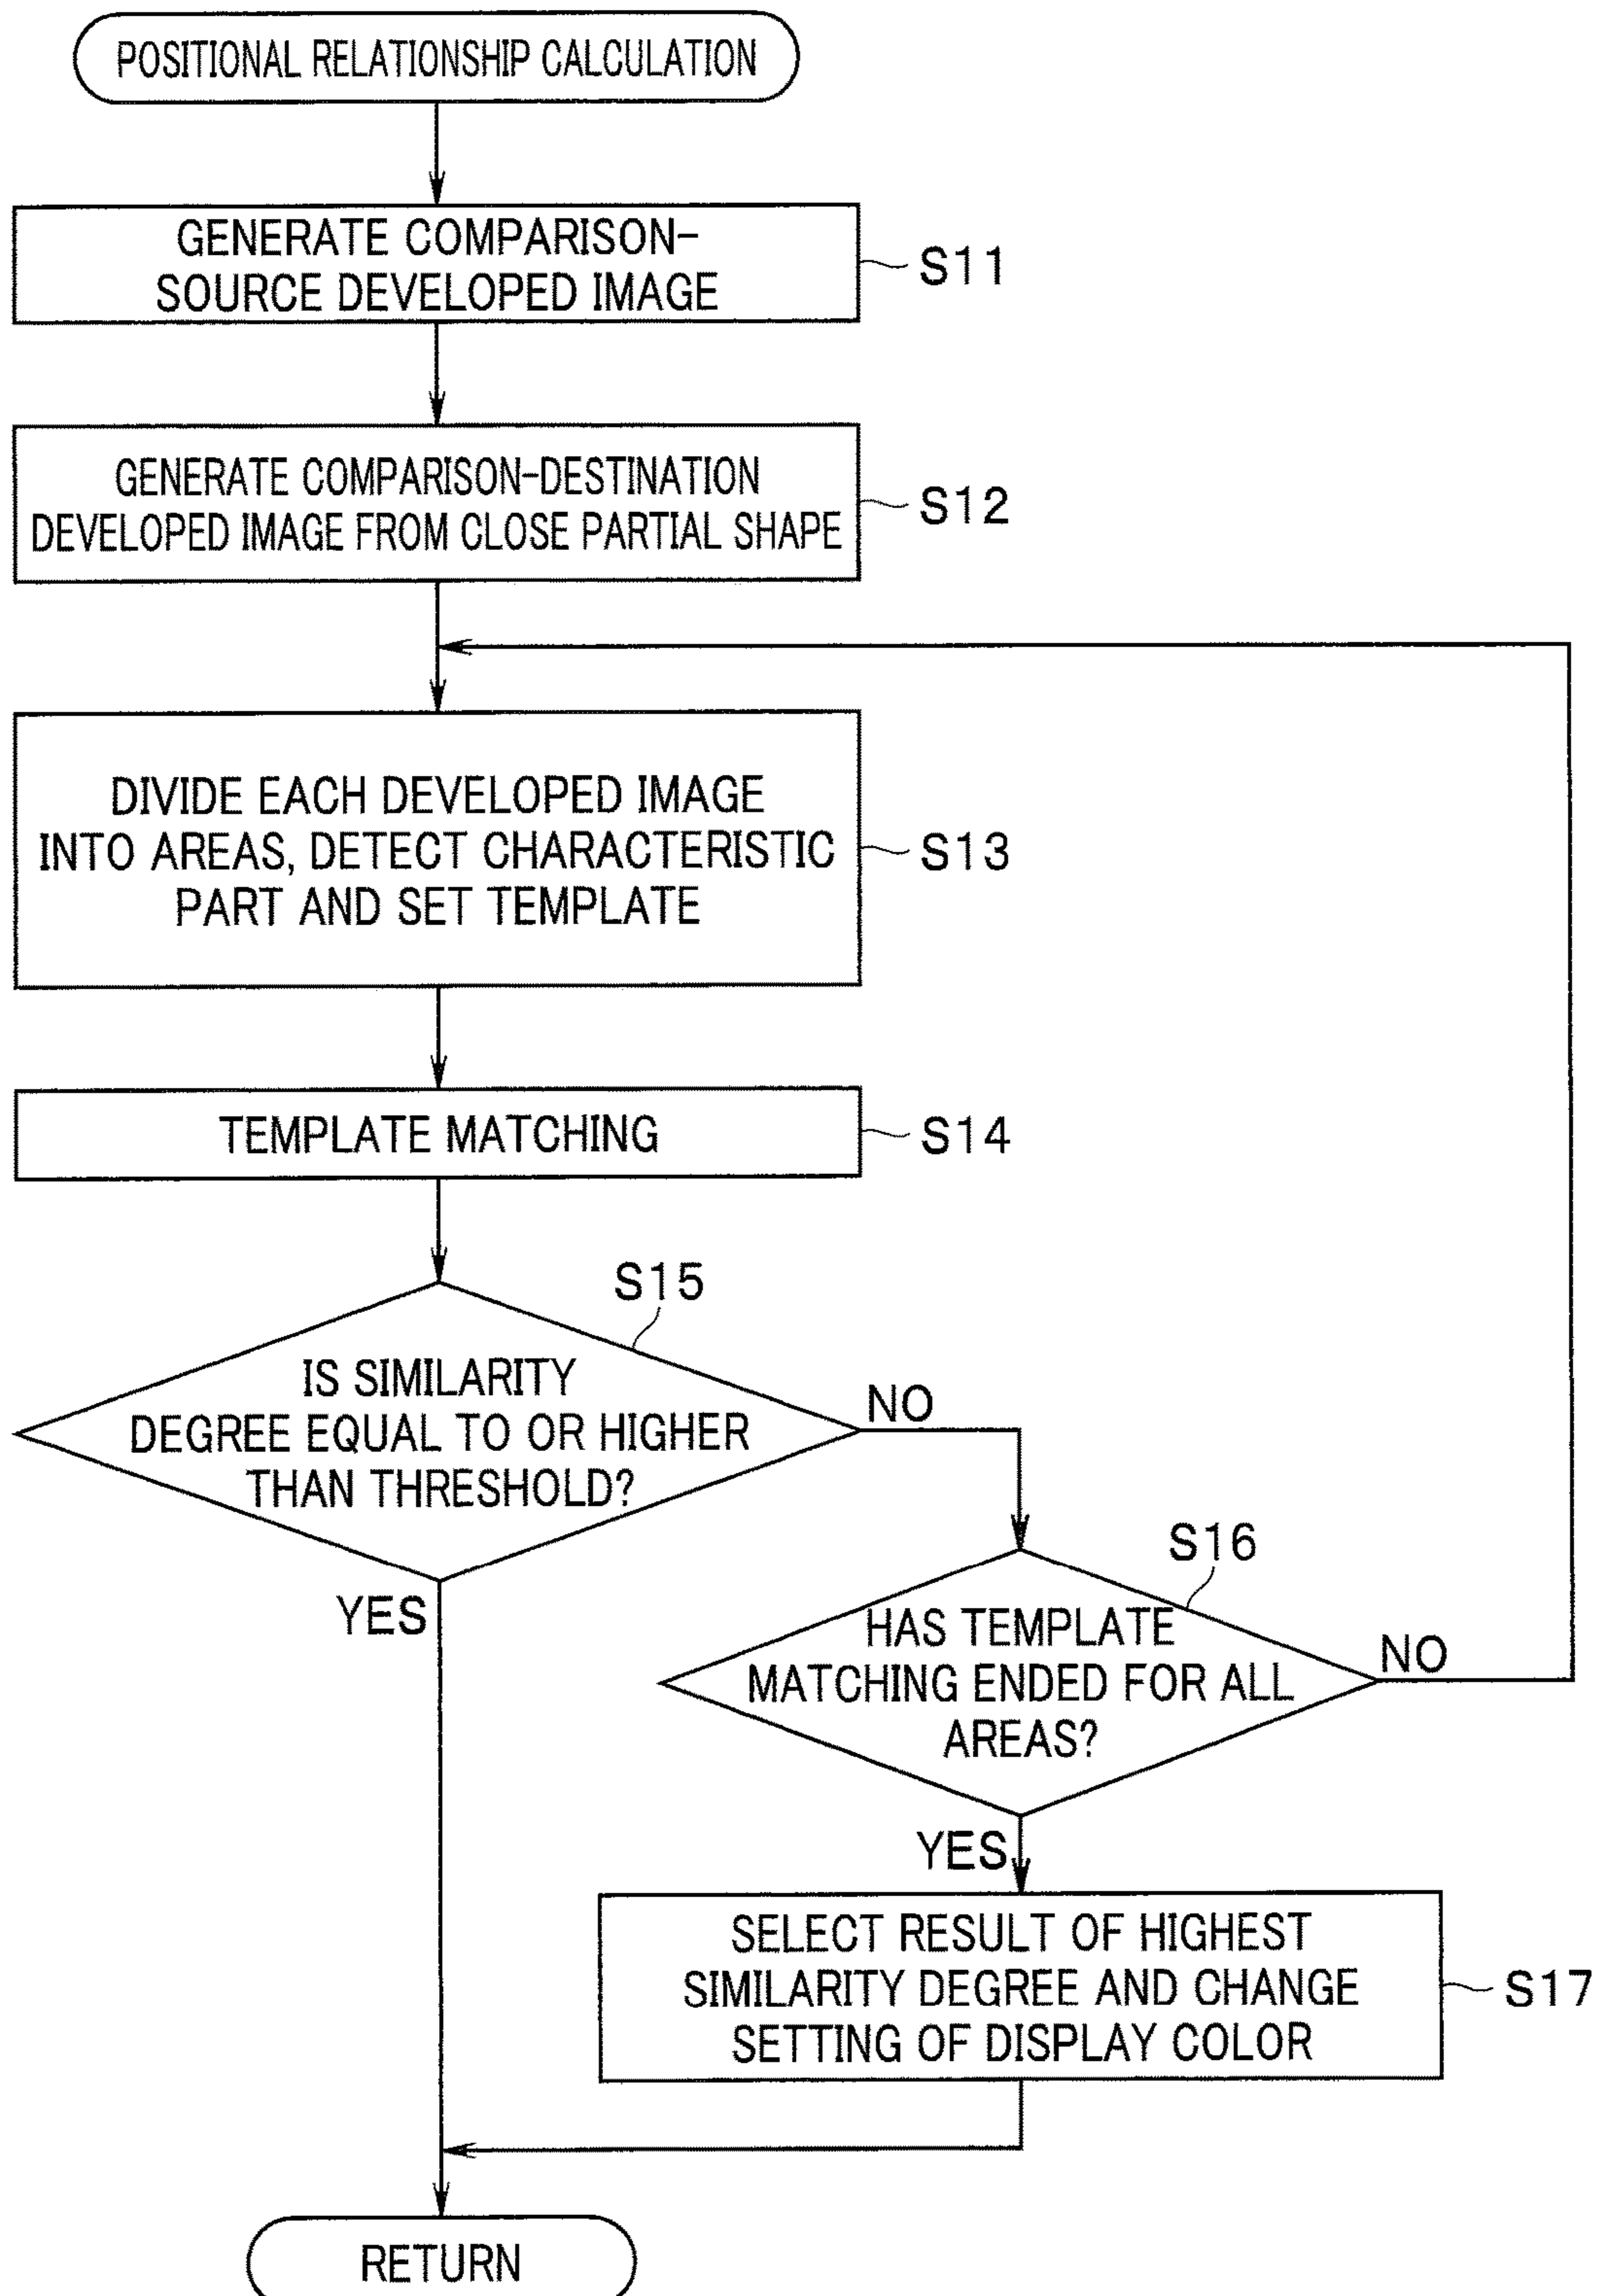 POSITIONAL RELATIONSHIP CALCULATION
GENERATE COMPARISON-
SOURCE DEVELOPED IMAGE
S11
GENERATE COMPARISON-DESTINATION
DEVELOPED IMAGE FROM CLOSE PARTIAL SHAPE
S12
DIVIDE EACH DEVELOPED IMAGE
INTO AREAS, DETECT CHARACTERISTIC
PART AND SET TEMPLATE
S13
TEMPLATE MATCHING
S14
S15
IS SIMILARITY
DEGREE EQUAL TO OR HIGHER
THAN THRESHOLD?
NO
YES
S16
HAS TEMPLATE
MATCHING ENDED FOR ALL
AREAS?
NO
YES
SELECT RESULT OF HIGHEST
SIMILARITY DEGREE AND CHANGE
SETTING OF DISPLAY COLOR
S17
RETURN